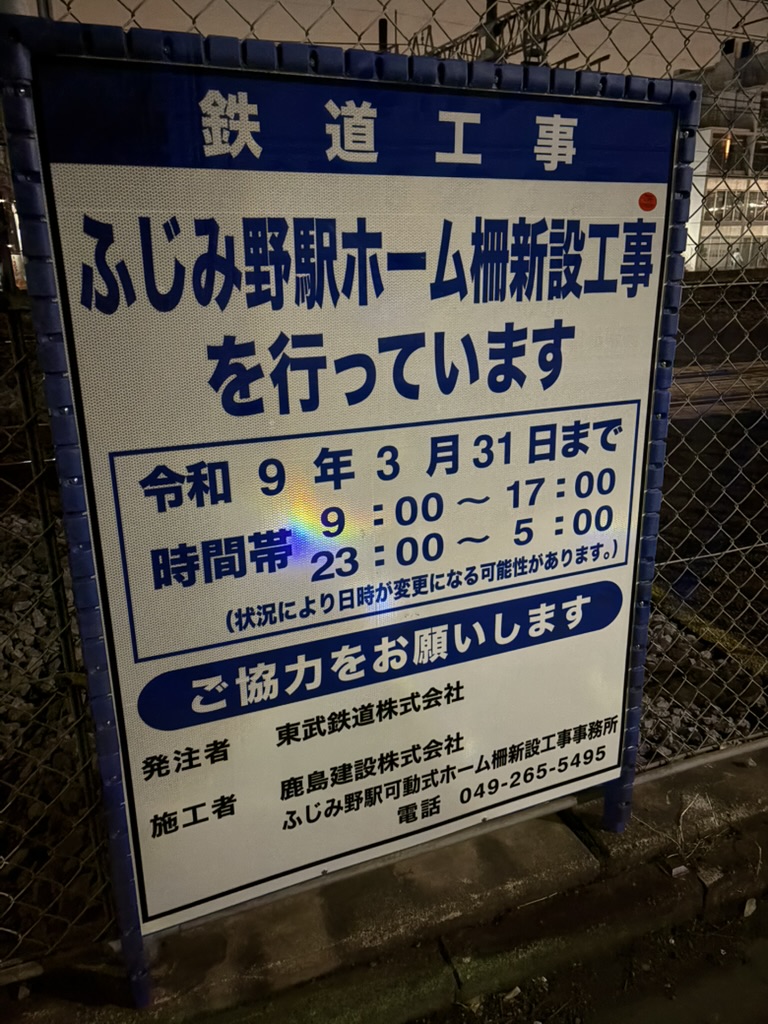 鉄道工事
ふじみ野駅ホーム柵新設工事
を行っています
令和 9 年 3 月 31 日まで
時間帯 9:00～17:00
23:00～5:00
(状況により日時が変更になる可能性があります。)
ご協力をお願いします
発注者 東武鉄道株式会社
施工者 鹿島建設株式会社
ふじみ野駅可動式ホーム柵新設工事事務所
電話 049-265-5495